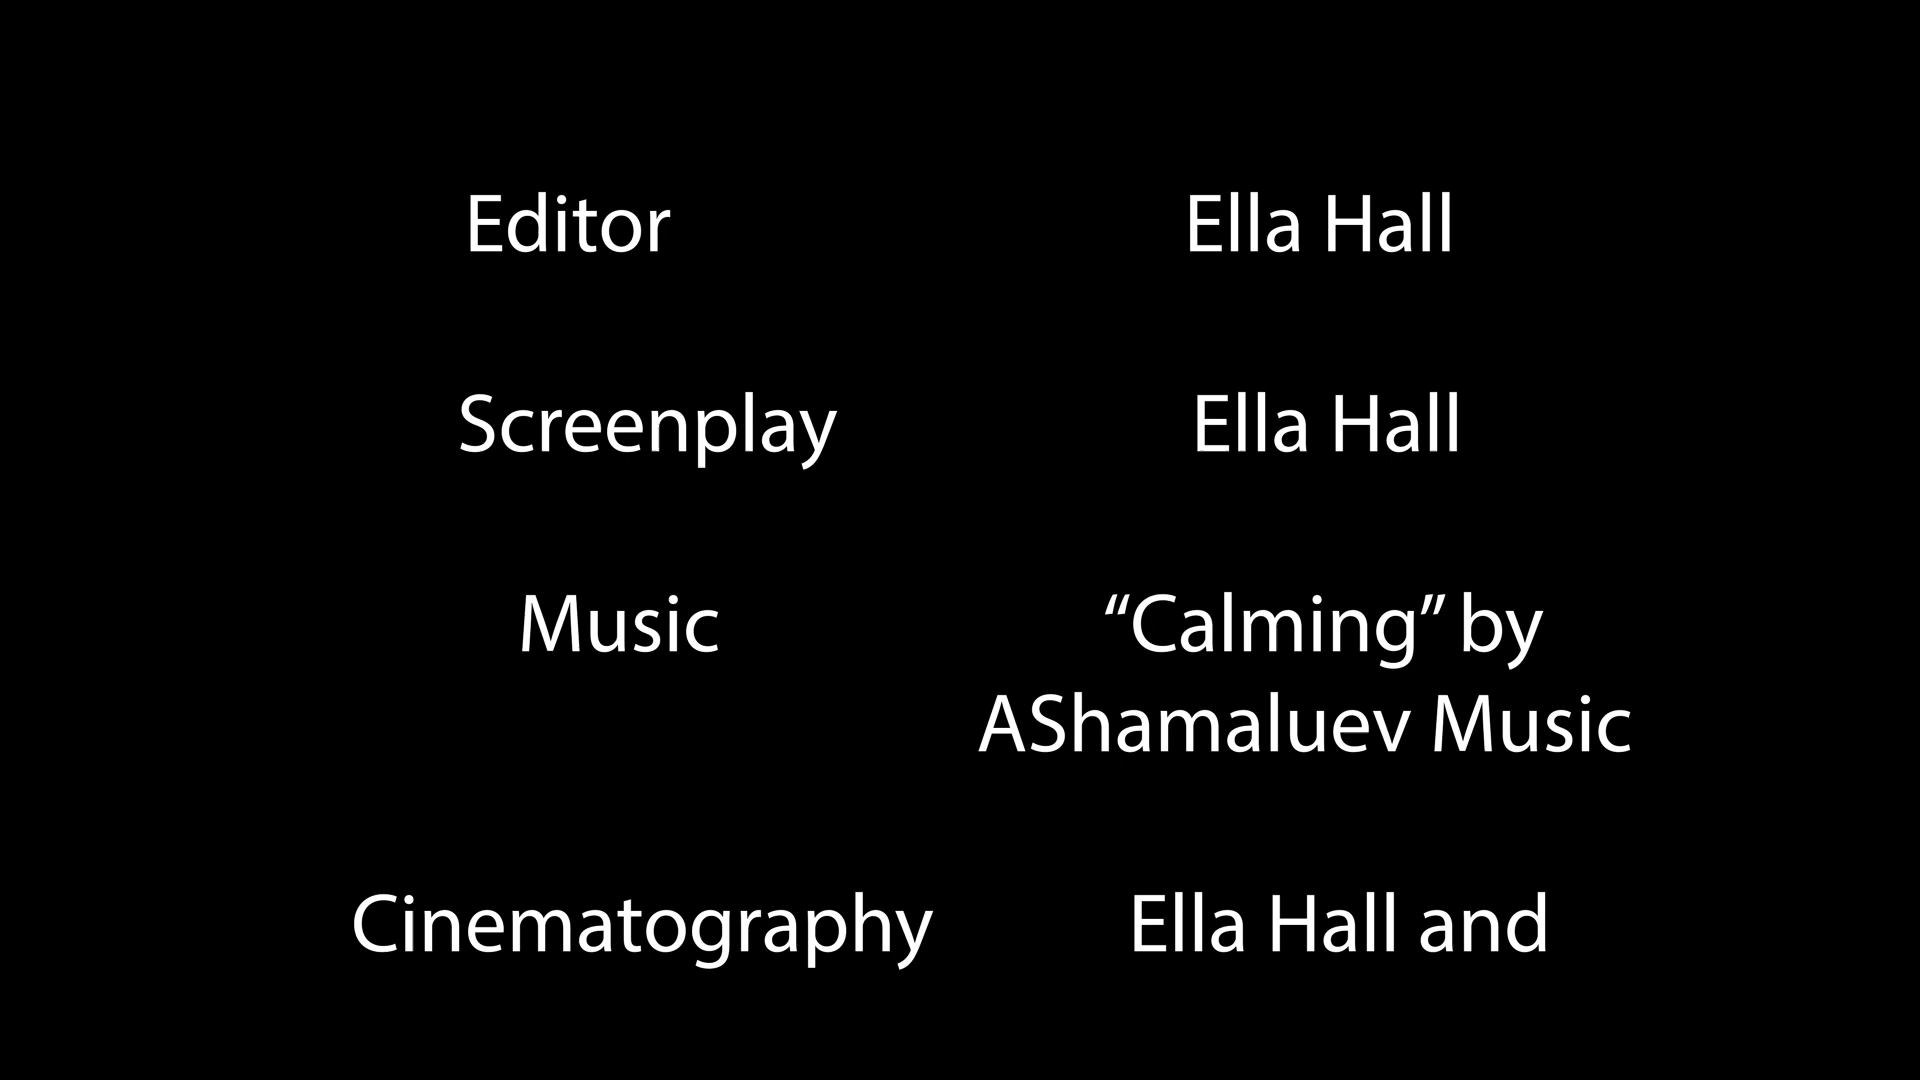 Editor Ella Hall
Screenplay Ella Hall
Music “Calming” by
AShamaluev Music
Cinematography Ella Hall and